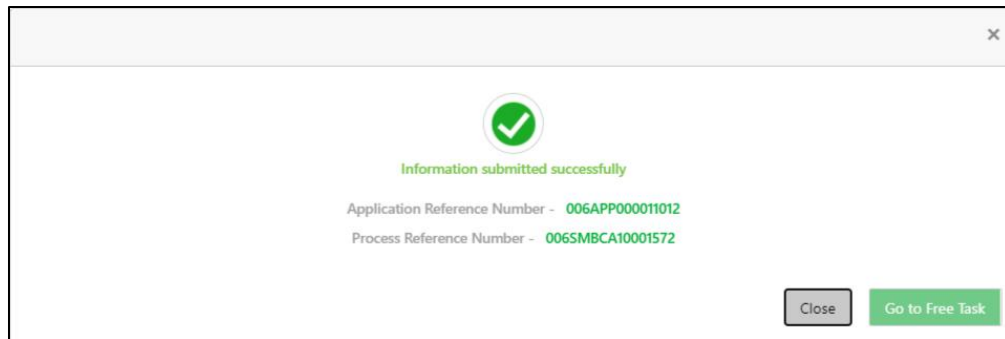 ×
Information submitted successfully
Application Reference Number - 006APP000011012
Process Reference Number - 006SMBCA10001572
Close Go to Free Task